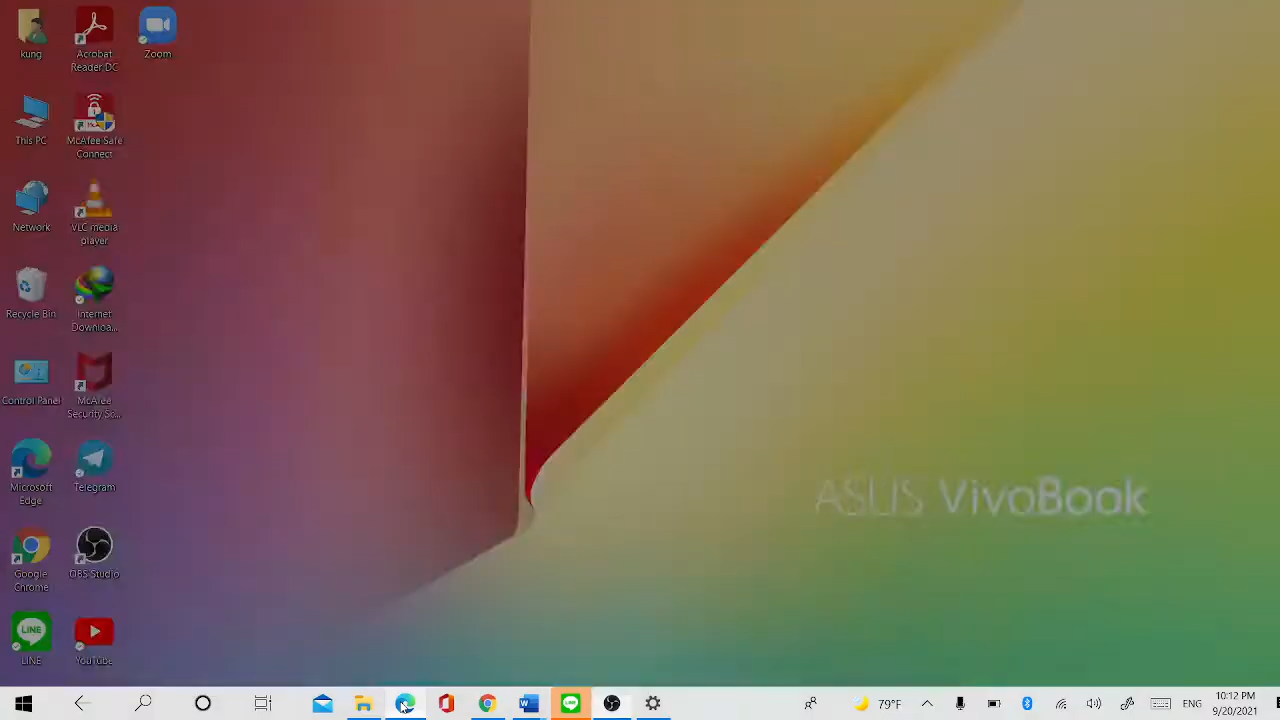 kung
Acrobat
Reader DC
Zoom
This PC
McAfee Safe
Connect
Network
VLC media
player
Recycle Bin
Internet
Downloa...
Control Panel
McAfee
Security Sc...
Microsoft
Edge
Telegram
Google
Chrome
OBS Studio
LINE
LINE
YouTube
ASUS VivoBook
LINE
79°F
ENG
10:12 PM
9/20/2021